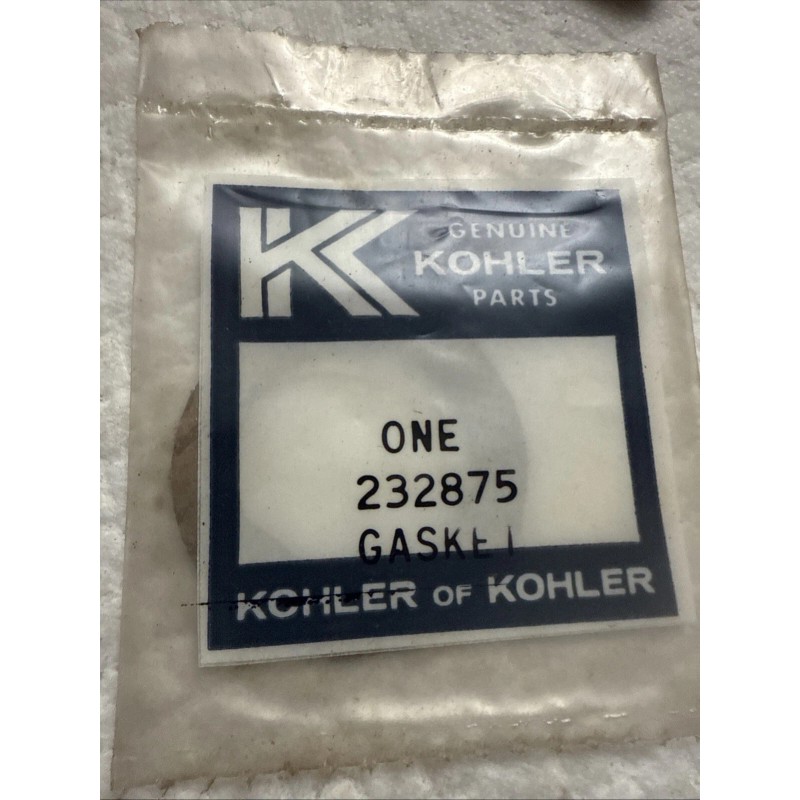 K
GENUINE
KOHLER
PARTS
ONE
232875
GASKET
KOHLER OF KOHLER